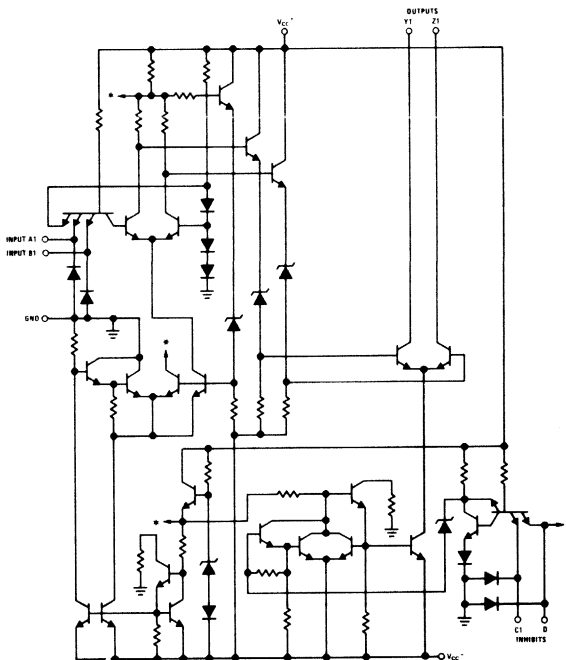 OUTPUTS
VCC+ Y1 Z1
*
INPUT A1
INPUT B1
GND
*
*
C1 D
INHIBITS
VCC-